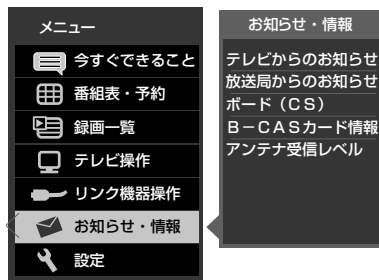 メニュー
今すぐできること
番組表・予約
録画一覧
テレビ操作
リンク機器操作
お知らせ・情報
設定
お知らせ・情報
テレビからのお知らせ
放送局からのお知らせ
ボード（ＣＳ）
Ｂ－ＣＡＳカード情報
アンテナ受信レベル